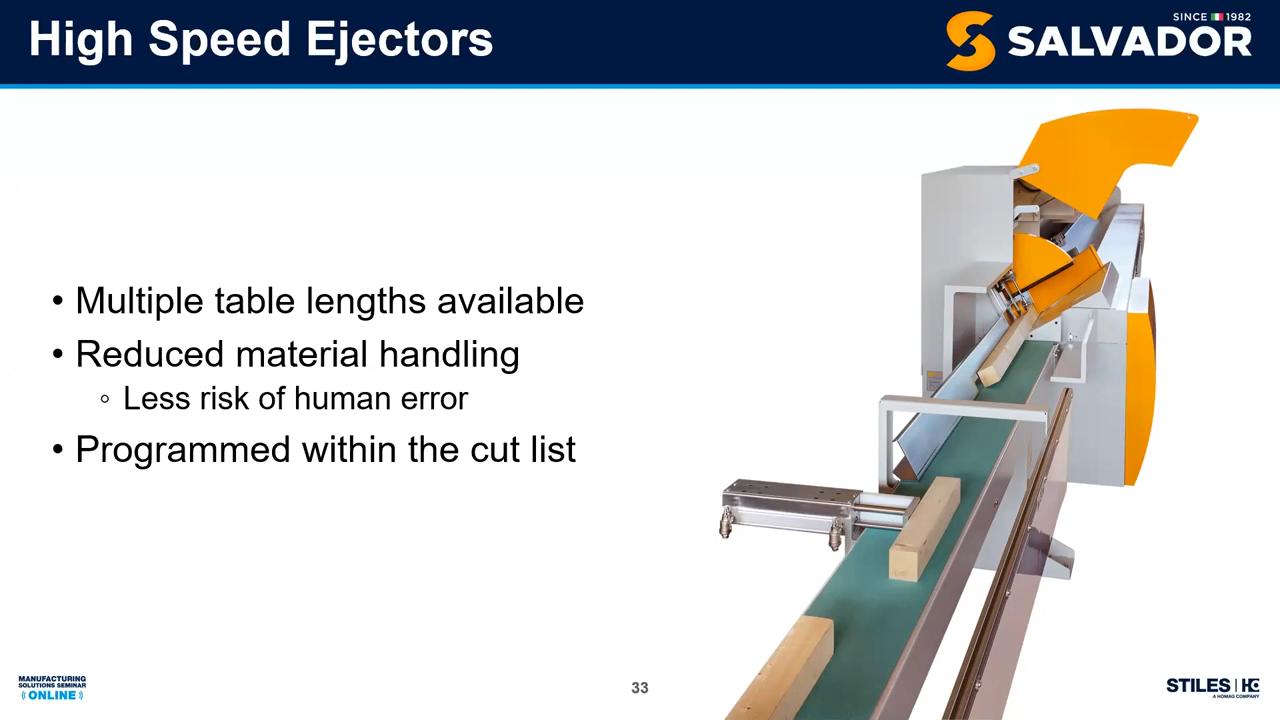 High Speed Ejectors
SINCE 1982
SALVADOR
• Multiple table lengths available
• Reduced material handling
◦ Less risk of human error
• Programmed within the cut list
MANUFACTURING
SOLUTIONS SEMINAR
ONLINE
33
STILES
A HOMAG COMPANY